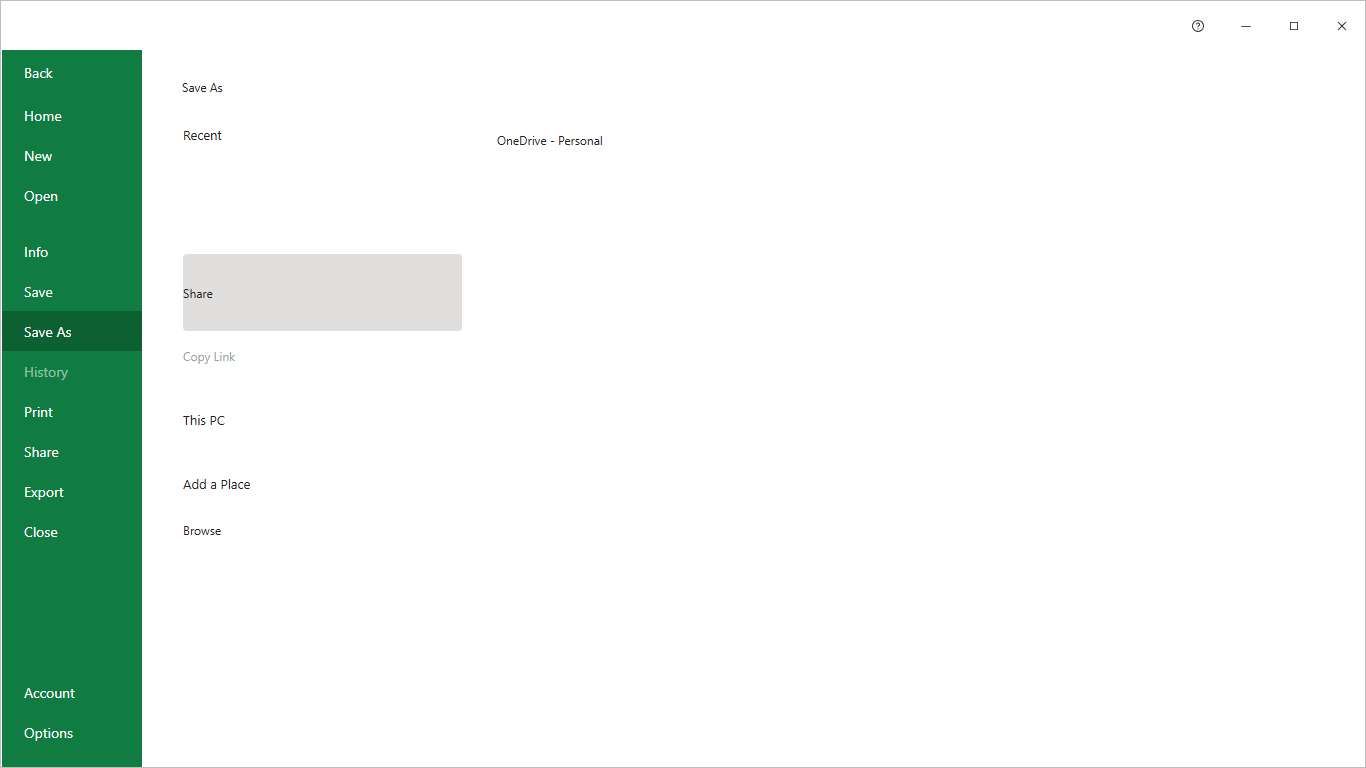 Back
Home
New
Open
Info
Save
Save As
History
Print
Share
Export
Close
Account
Options
Save As
Recent
Share
Copy Link
This PC
Add a Place
Browse
OneDrive - Personal